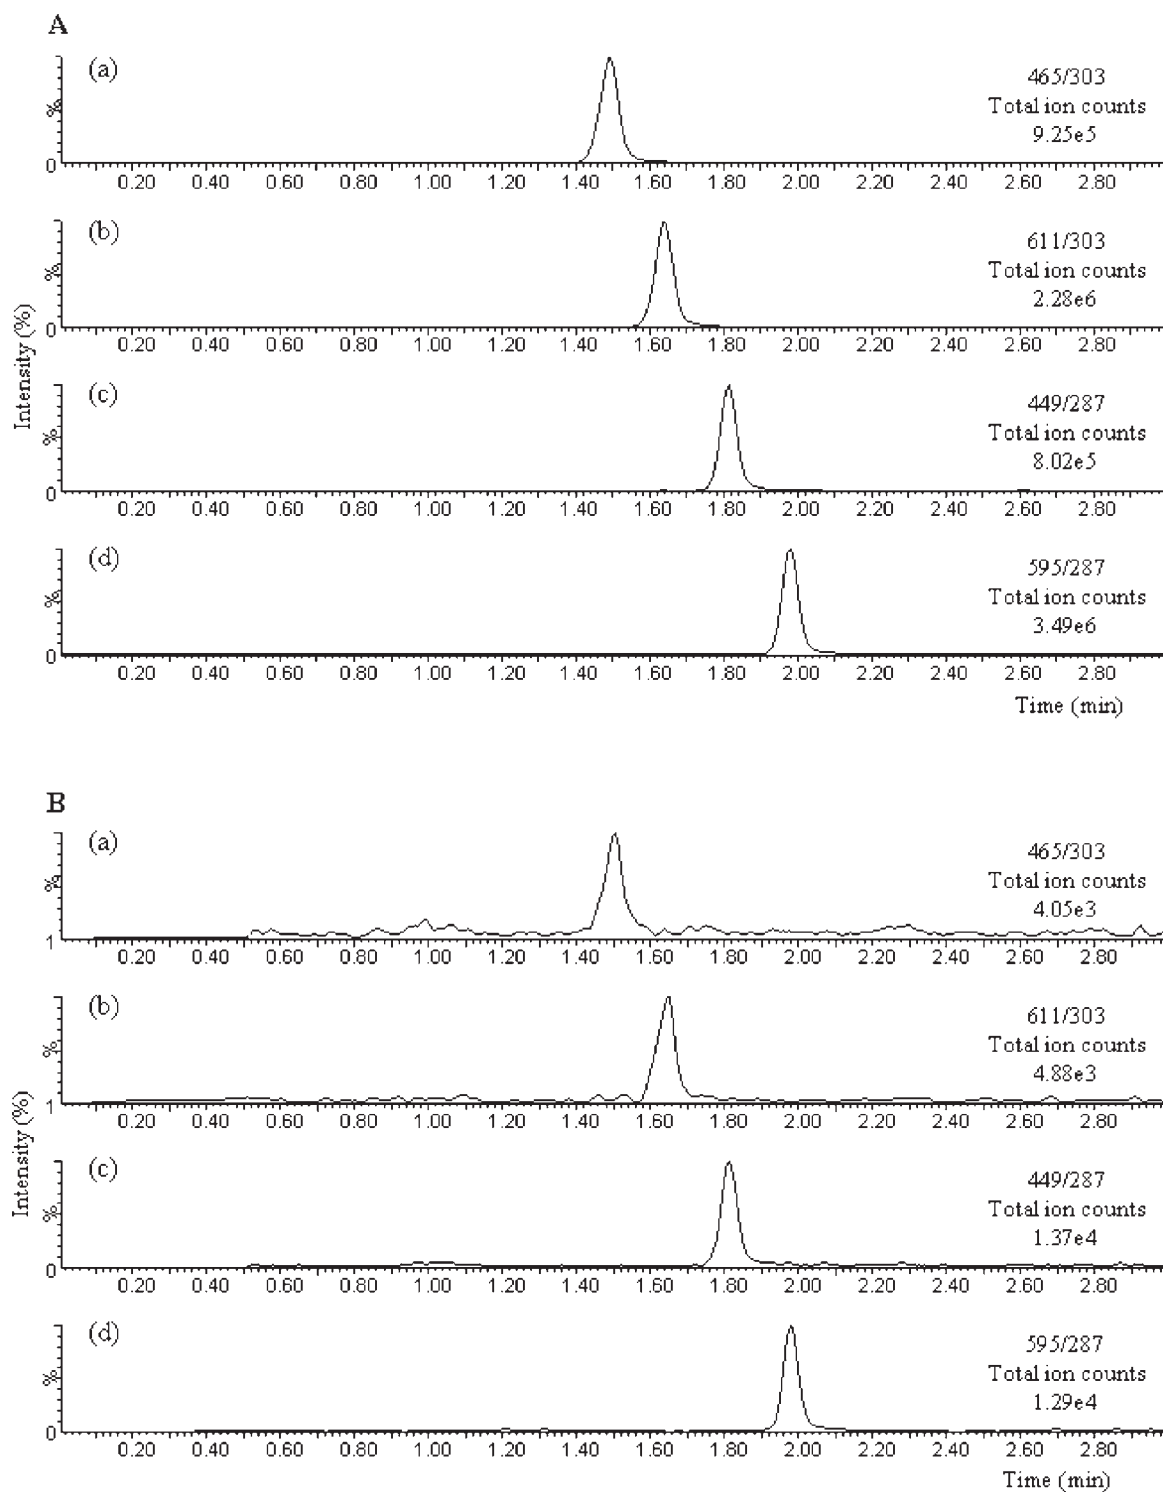 A
(a)
465/303
Total ion counts
9.25e5
%
0
0.20 0.40 0.60 0.80 1.00 1.20 1.40 1.60 1.80 2.00 2.20 2.40 2.60 2.80
(b)
611/303
Total ion counts
2.28e6
%
0
0.20 0.40 0.60 0.80 1.00 1.20 1.40 1.60 1.80 2.00 2.20 2.40 2.60 2.80
Intensity (%)
(c)
449/287
Total ion counts
8.02e5
%
0
0.20 0.40 0.60 0.80 1.00 1.20 1.40 1.60 1.80 2.00 2.20 2.40 2.60 2.80
(d)
595/287
Total ion counts
3.49e6
%
0
0.20 0.40 0.60 0.80 1.00 1.20 1.40 1.60 1.80 2.00 2.20 2.40 2.60 2.80
Time (min)
B
(a)
465/303
Total ion counts
4.05e3
%
1
0.20 0.40 0.60 0.80 1.00 1.20 1.40 1.60 1.80 2.00 2.20 2.40 2.60 2.80
(b)
611/303
Total ion counts
4.88e3
%
1
0.20 0.40 0.60 0.80 1.00 1.20 1.40 1.60 1.80 2.00 2.20 2.40 2.60 2.80
Intensity (%)
(c)
449/287
Total ion counts
1.37e4
%
0
0.20 0.40 0.60 0.80 1.00 1.20 1.40 1.60 1.80 2.00 2.20 2.40 2.60 2.80
(d)
595/287
Total ion counts
1.29e4
%
0
0.20 0.40 0.60 0.80 1.00 1.20 1.40 1.60 1.80 2.00 2.20 2.40 2.60 2.80
Time (min)